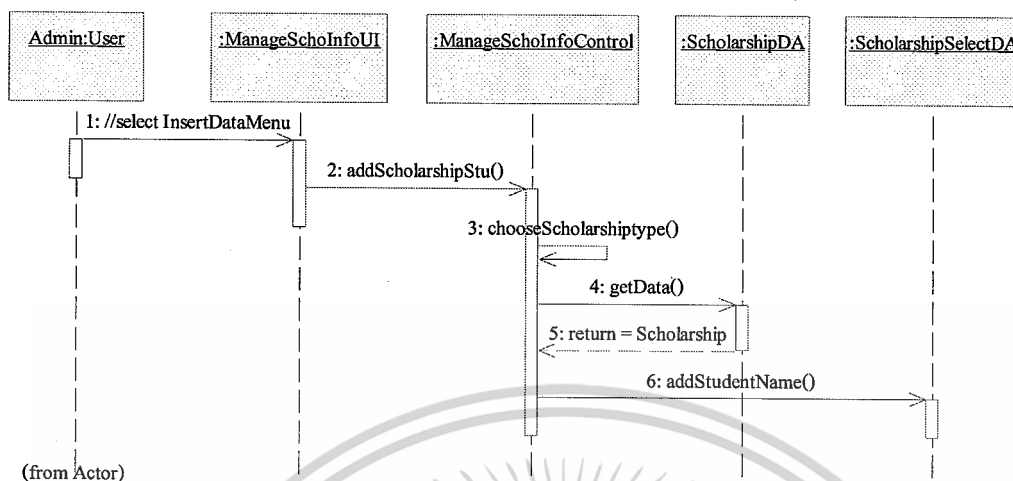 Admin:User
:ManageSchoInfoUI
:ManageSchoInfoControl
:ScholarshipDA
:ScholarshipSelectDA
1: //select InsertDataMenu
2: addScholarshipStu()
3: chooseScholarshiptype()
4: getData()
5: return = Scholarship
6: addStudentName()
(from Actor)